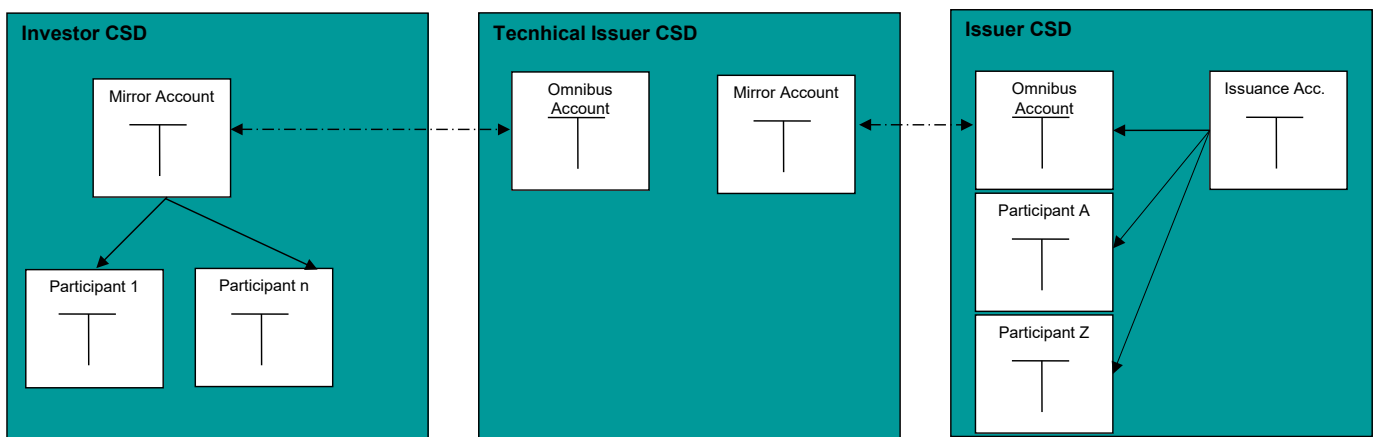 Investor CSD
Mirror Account
Participant 1
Participant n
Tecnhical Issuer CSD
Omnibus
Account
Mirror Account
Issuer CSD
Omnibus
Account
Issuance Acc.
Participant A
Participant Z